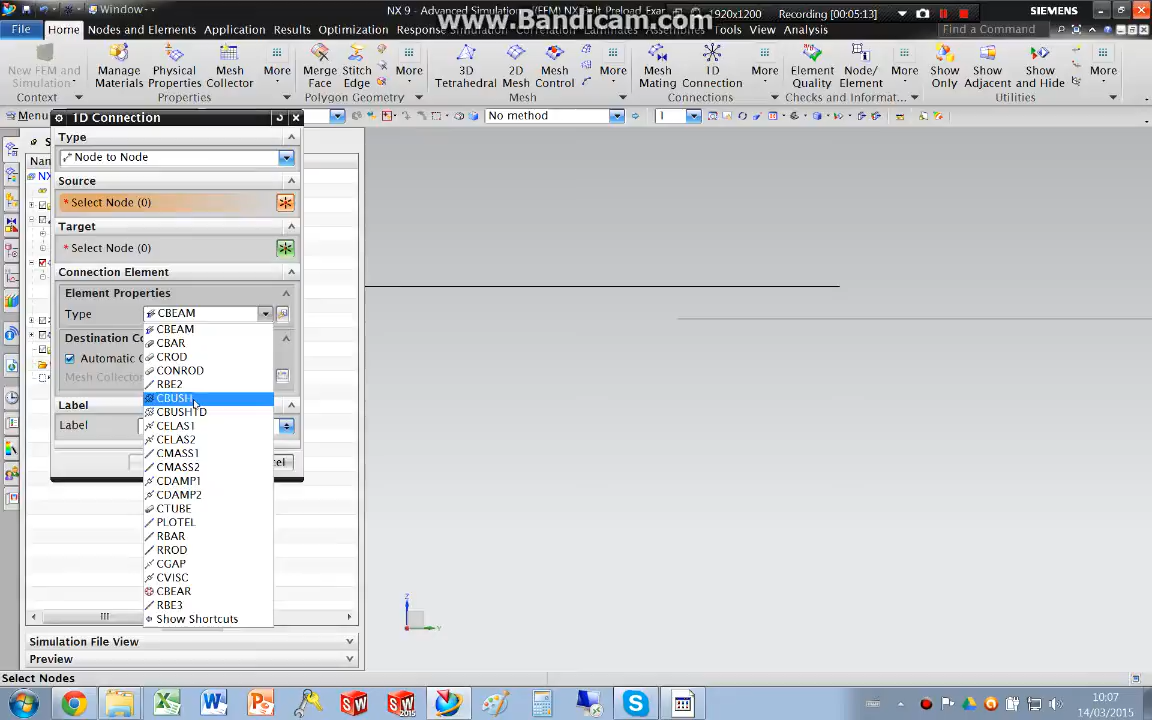 Window-
NX 9 - Advanced Simulation
www.Bandicam.com
1920x1200
Recording [00:05:13]
SIEMENS
File
Home
Nodes and Elements
Application
Results
Optimization
Response Simulation
Correlation
Laminates
Assemblies
Tools
View
Analysis
Find a Command
New FEM and Simulation
Manage Materials
Physical Properties
Mesh Collector
More
Merge Face
Stitch Edge
More
3D Tetrahedral
2D Mesh
Mesh Control
More
Mesh Mating
1D Connection
More
Element Quality
Node/ Element
More
Show Only
Show Adjacent
Show and Hide
More
Context
Properties
Polygon Geometry
Mesh
Connections
Checks and Informat...
Utilities
Menu
No method
1D Connection
Type
Node to Node
Source
* Select Node (0)
Target
* Select Node (0)
Connection Element
Element Properties
Type
CBEAM
CBEAM
CBAR
CROD
CONROD
RBE2
CBUSH
CBUSH1D
CELAS1
CELAS2
CMASS1
CMASS2
CDAMP1
CDAMP2
CTUBE
PLOTEL
RBAR
RROD
CGAP
CVISC
CBEAR
RBE3
Show Shortcuts
Automatic
Label
Label
Simulation File View
Preview
Select Nodes
Z
Y
10:07
14/03/2015